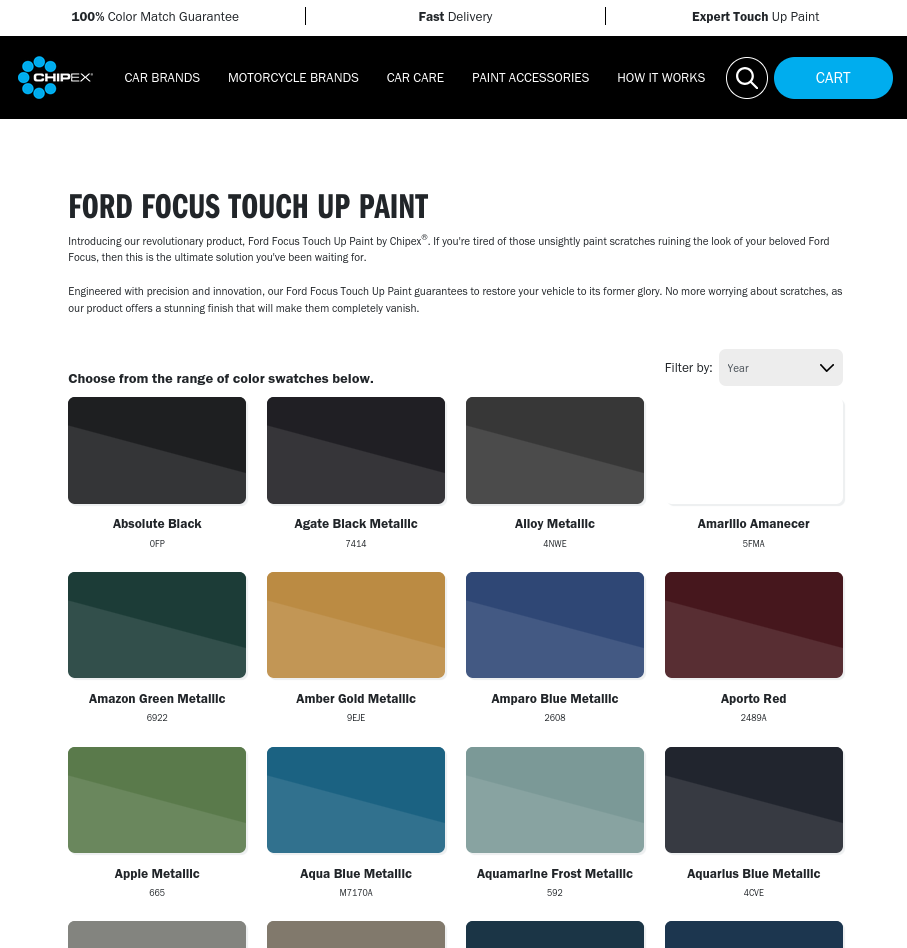 100% Color Match Guarantee
Fast Delivery
Expert Touch Up Paint
CHIPEX
CAR BRANDS
MOTORCYCLE BRANDS
CAR CARE
PAINT ACCESSORIES
HOW IT WORKS
CART
FORD FOCUS TOUCH UP PAINT
Introducing our revolutionary product, Ford Focus Touch Up Paint by Chipex®. If you're tired of those unsightly paint scratches ruining the look of your beloved Ford
Focus, then this is the ultimate solution you've been waiting for.
Engineered with precision and innovation, our Ford Focus Touch Up Paint guarantees to restore your vehicle to its former glory. No more worrying about scratches, as
our product offers a stunning finish that will make them completely vanish.
Filter by: Year
Choose from the range of color swatches below.
Absolute Black
Agate Black Metallic
Alloy Metallic
Amarillo Amanecer
0FP
7414
4NWE
5FMA
Amazon Green Metallic
Amber Gold Metallic
Amparo Blue Metallic
Aporto Red
6922
9EJE
2608
2489A
Apple Metallic
Aqua Blue Metallic
Aquamarine Frost Metallic
Aquarius Blue Metallic
665
M7170A
592
4CVE